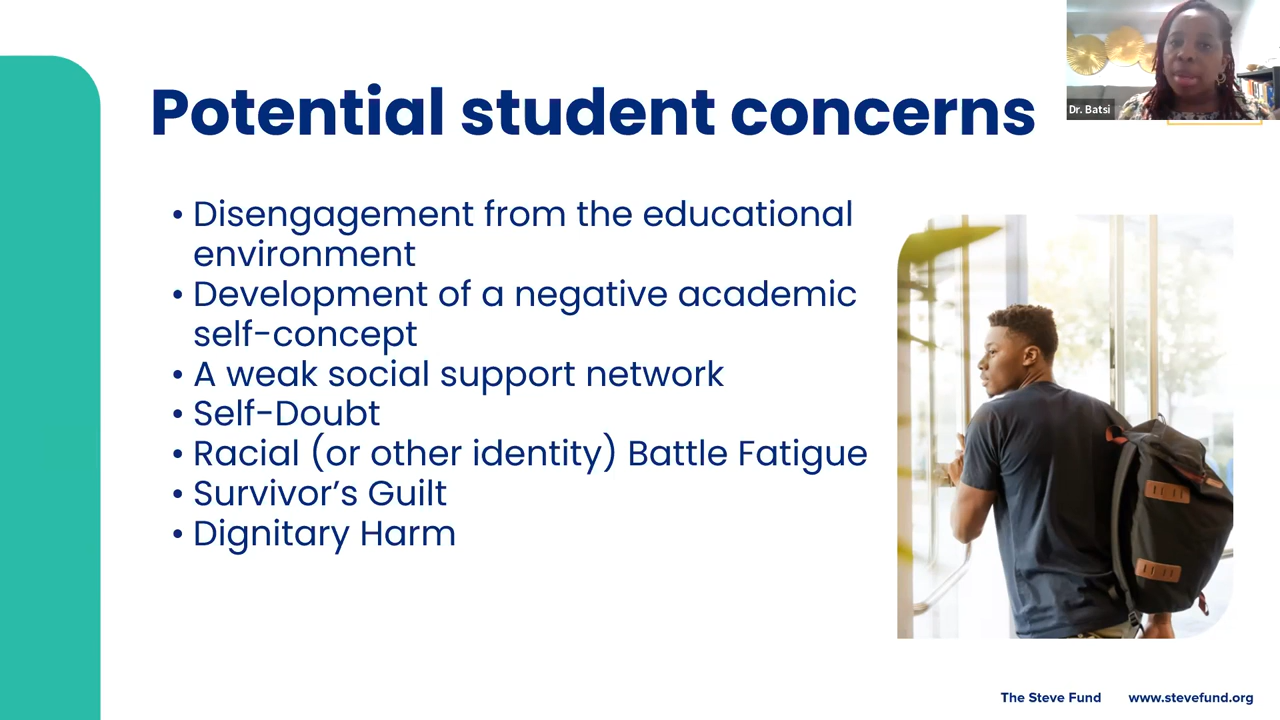 Potential student concerns
Dr. Batsi
• Disengagement from the educational
environment
• Development of a negative academic
self-concept
• A weak social support network
• Self-Doubt
• Racial (or other identity) Battle Fatigue
• Survivor’s Guilt
• Dignitary Harm
The Steve Fund www.stevefund.org